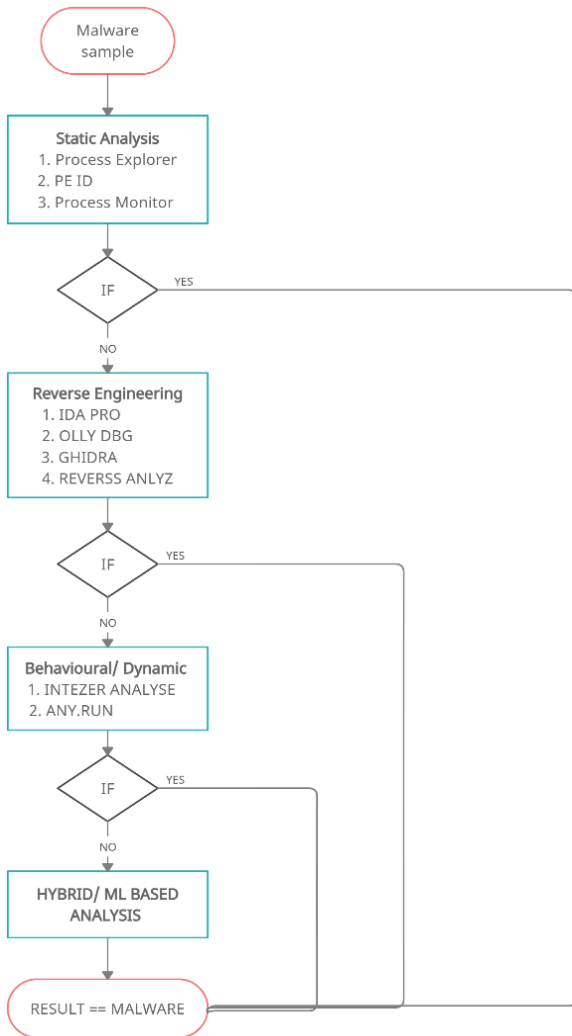 Malware
sample
Static Analysis
1. Process Explorer
2. PE ID
3. Process Monitor
IF
YES
NO
Reverse Engineering
1. IDA PRO
2. OLLY DBG
3. GHIDRA
4. REVERSS ANLYZ
IF
YES
NO
Behavioural/ Dynamic
1. INTEZER ANALYSE
2. ANY.RUN
IF
YES
NO
HYBRID/ ML BASED
ANALYSIS
RESULT == MALWARE